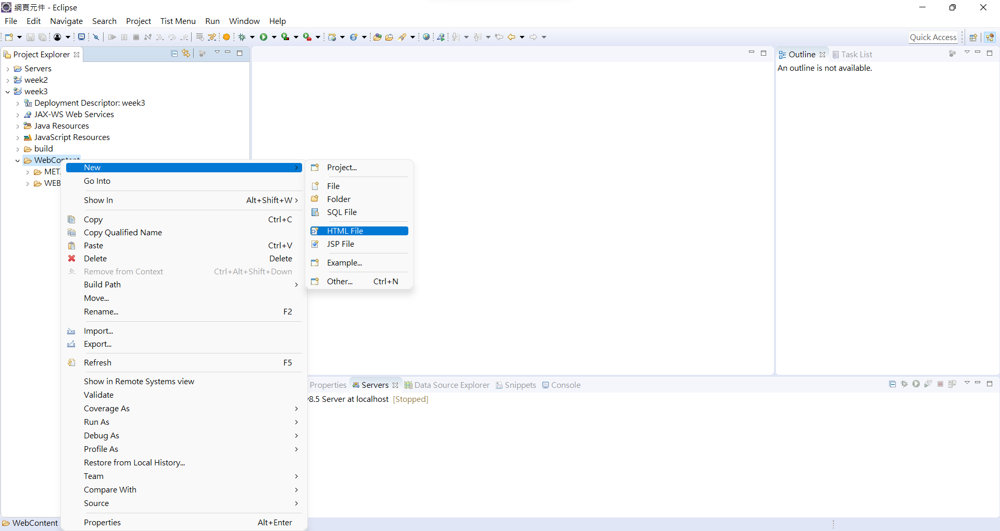 網頁元件 - Eclipse
File Edit Navigate Search Project Tist Menu Run Window Help
Quick Access
Project Explorer
Servers
week2
week3
Deployment Descriptor: week3
JAX-WS Web Services
Java Resources
JavaScript Resources
build
WebContent
MET
WEB
New
Go Into
Show In Alt+Shift+W
Copy Ctrl+C
Copy Qualified Name
Paste Ctrl+V
Delete Delete
Remove from Context Ctrl+Alt+Shift+Down
Build Path
Move...
Rename... F2
Import...
Export...
Refresh F5
Show in Remote Systems view
Validate
Coverage As
Run As
Debug As
Profile As
Restore from Local History...
Team
Compare With
Source
Properties Alt+Enter
Project...
File
Folder
SQL File
HTML File
JSP File
Example...
Other... Ctrl+N
Outline Task List
An outline is not available.
Properties Servers Data Source Explorer Snippets Console
v8.5 Server at localhost [Stopped]
WebContent